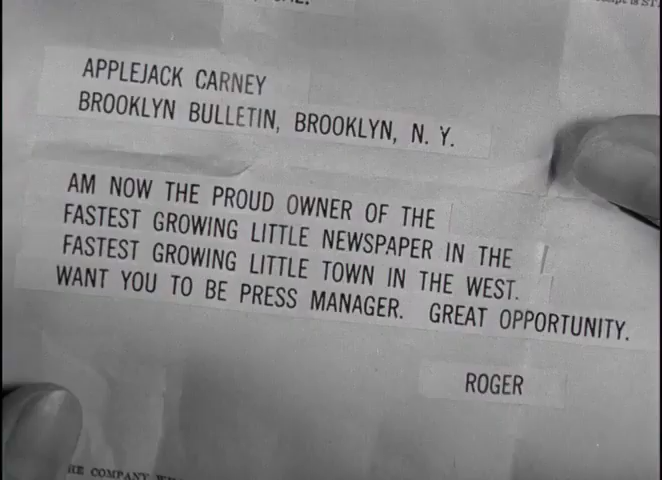 APPLEJACK CARNEY
BROOKLYN BULLETIN, BROOKLYN, N. Y.
AM NOW THE PROUD OWNER OF THE
FASTEST GROWING LITTLE NEWSPAPER IN THE
FASTEST GROWING LITTLE TOWN IN THE WEST.
WANT YOU TO BE PRESS MANAGER. GREAT OPPORTUNITY.
ROGER
COMPANY